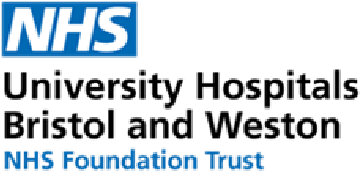 NHS
University Hospitals
Bristol and Weston
NHS Foundation Trust